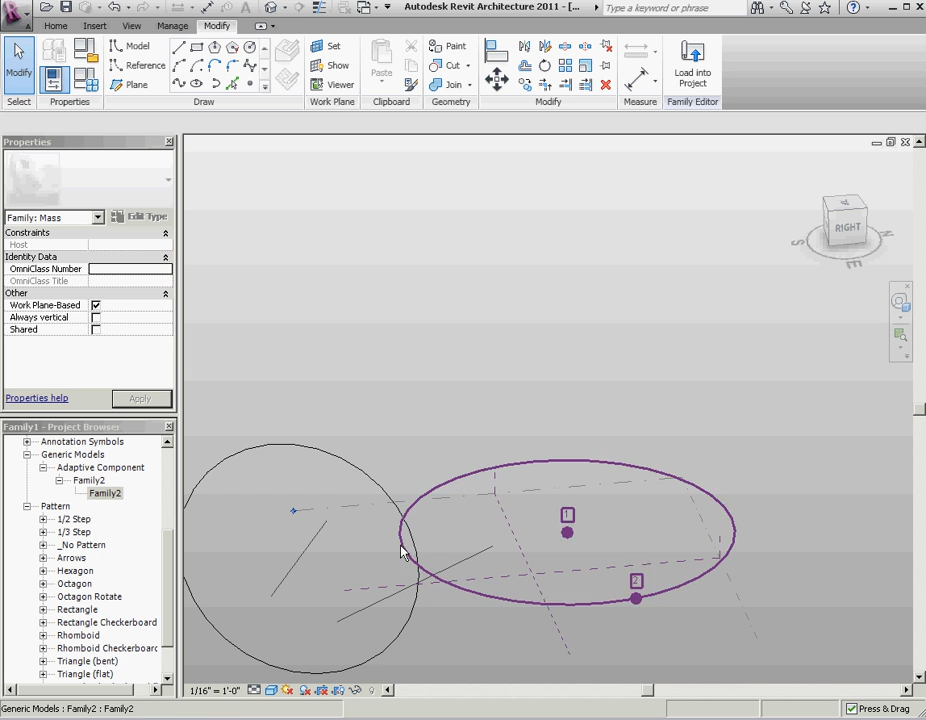 Autodesk Revit Architecture 2011 - [...
Type a keyword or phrase
Home Insert View Manage Modify
Modify
Model
Reference
Plane
Set
Show
Viewer
Paste
Paint
Cut
Join
Load into
Project
Select Properties Draw Work Plane Clipboard Geometry Modify Measure Family Editor
Properties
Family: Mass
Edit Type
Constraints
Host
Identity Data
OmniClass Number
OmniClass Title
Other
Work Plane-Based
Always vertical
Shared
Properties help
Apply
Family1 - Project Browser
Annotation Symbols
Generic Models
Adaptive Component
Family2
Family2
Pattern
1/2 Step
1/3 Step
_No Pattern
Arrows
Hexagon
Octagon
Octagon Rotate
Rectangle
Rectangle Checkerboard
Rhomboid
Rhomboid Checkerboard
Triangle (bent)
Triangle (flat)
RIGHT
S
N
E
1
2
1/16" = 1'-0"
Generic Models : Family2 : Family2
Press & Drag